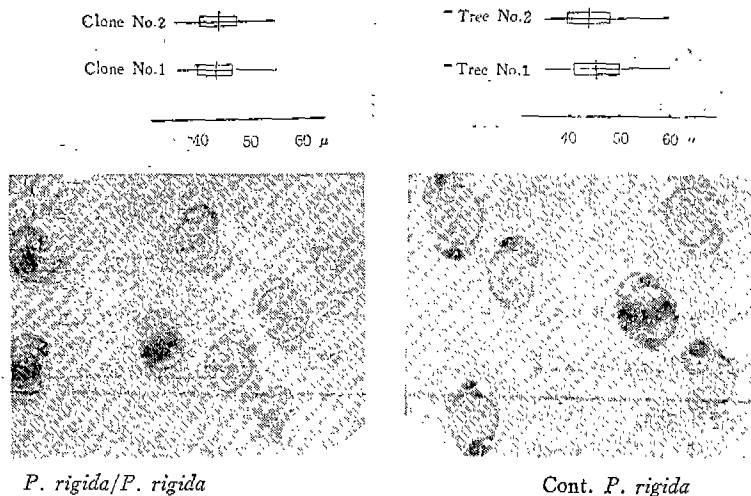 Clone No.2
Clone No.1
40 50 60 μ
Tree No.2
Tree No.1
40 50 60 μ
P. rigida/P. rigida
Cont. P. rigida